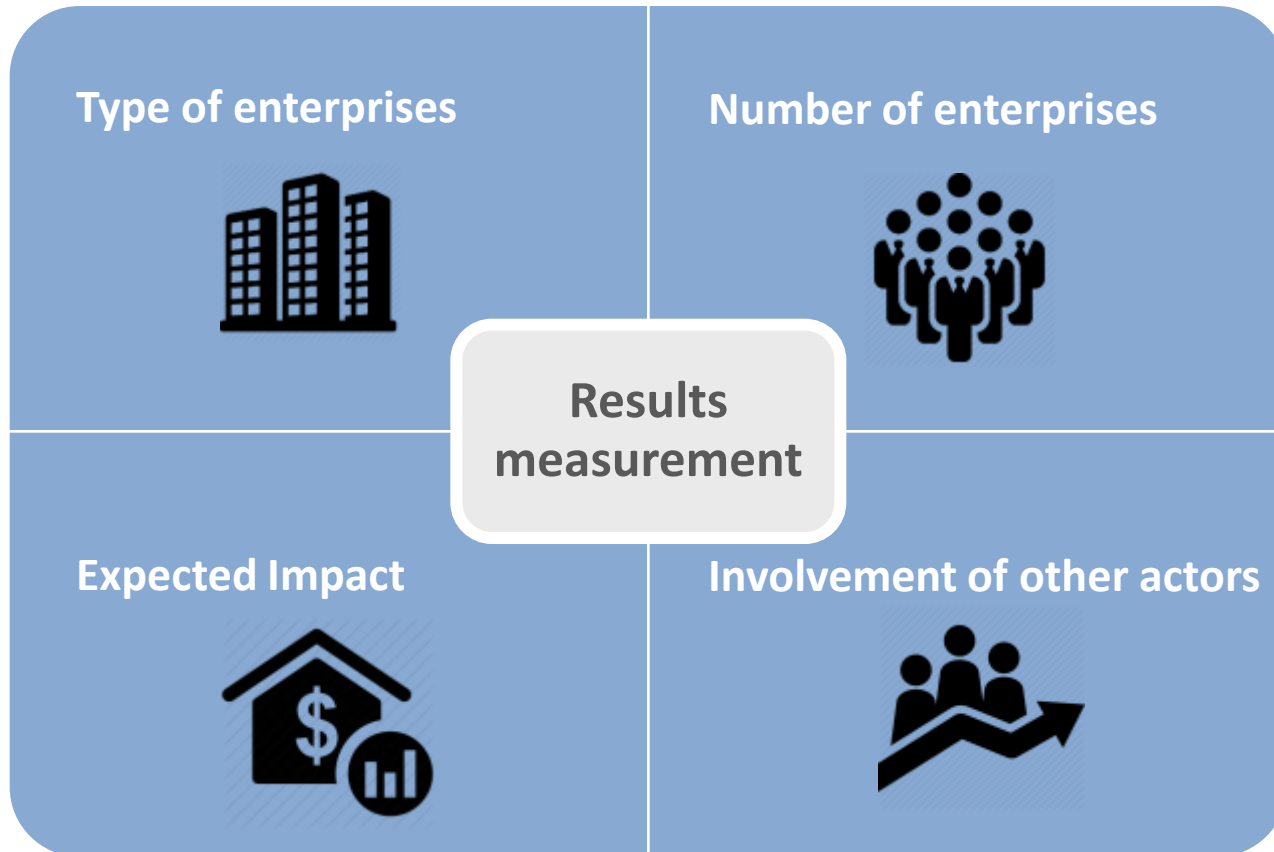 Type of enterprises
Number of enterprises
Results
measurement
Expected Impact
Involvement of other actors
$